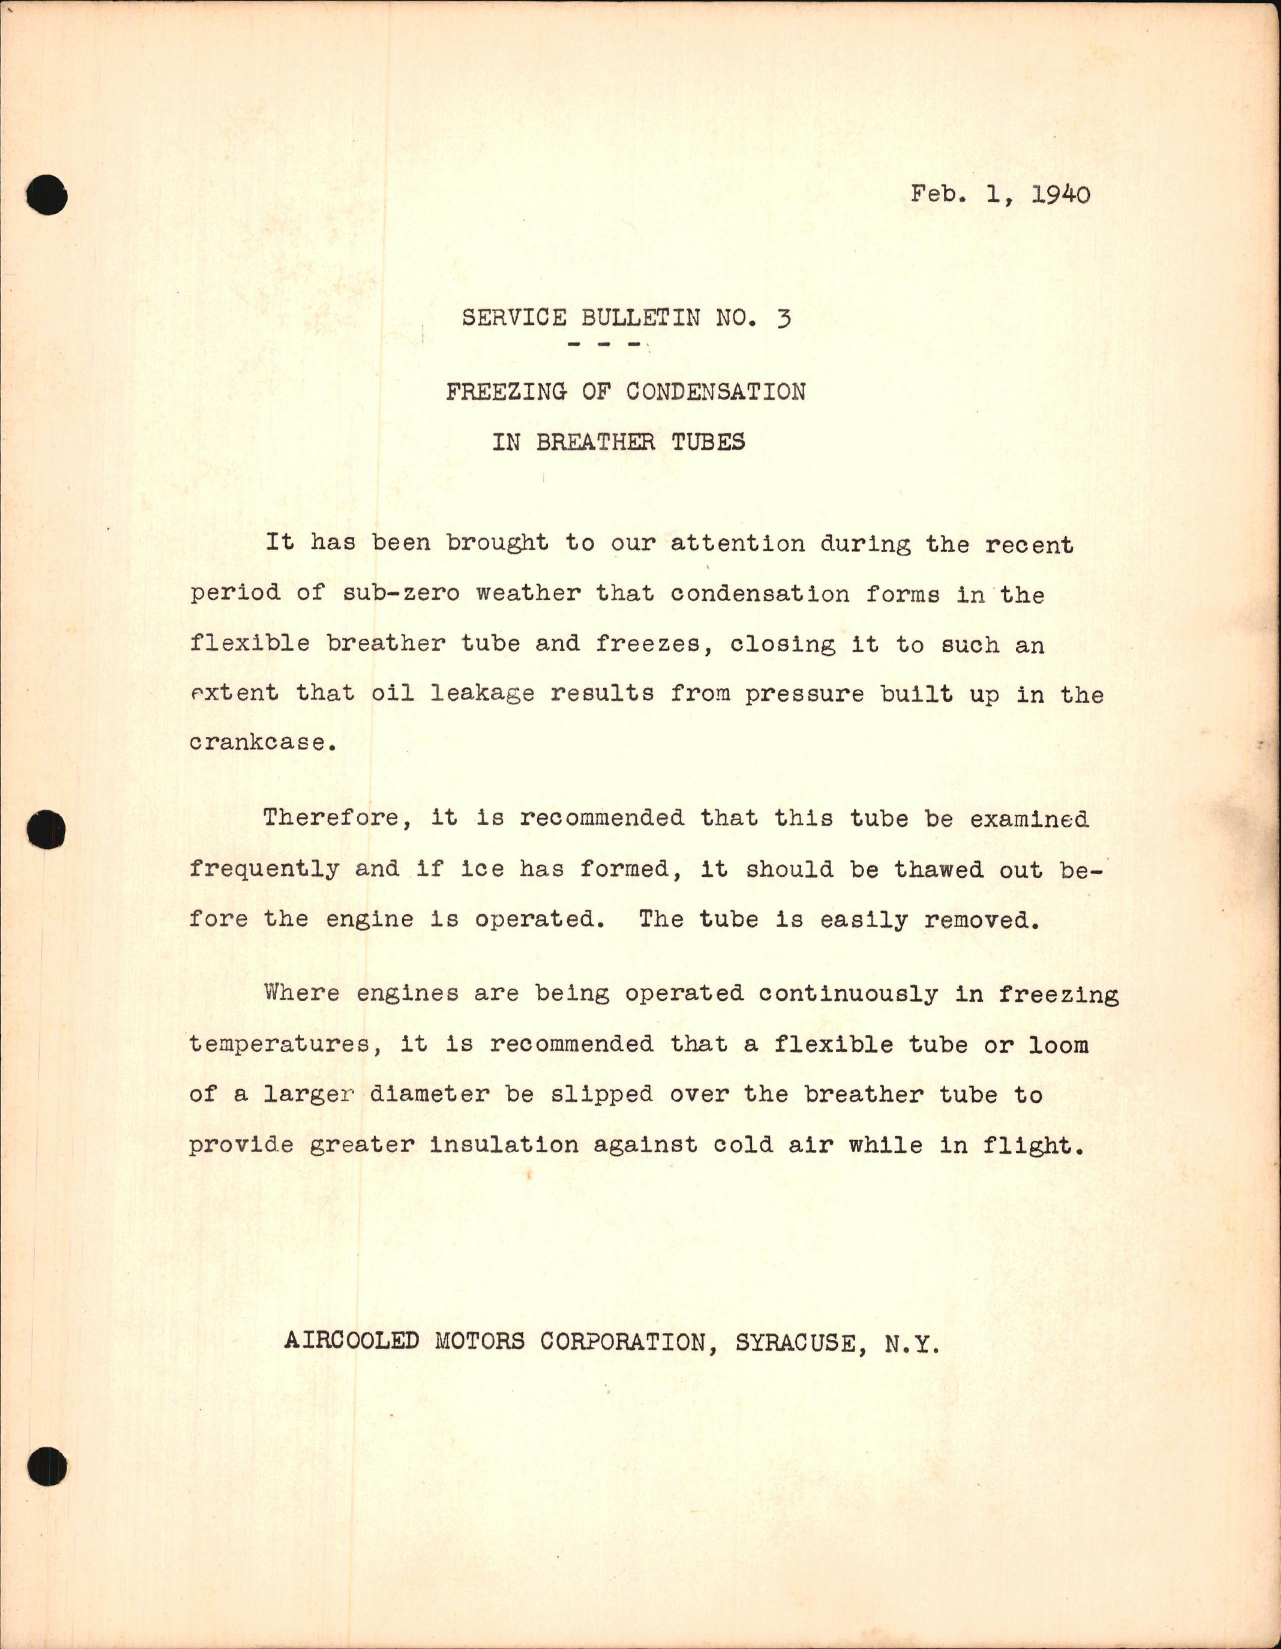 Feb. 1, 1940
SERVICE BULLETIN NO. 3
- - -
FREEZING OF CONDENSATION
IN BREATHER TUBES
It has been brought to our attention during the recent
period of sub-zero weather that condensation forms in the
flexible breather tube and freezes, closing it to such an
extent that oil leakage results from pressure built up in the
crankcase.
Therefore, it is recommended that this tube be examined
frequently and if ice has formed, it should be thawed out be-
fore the engine is operated.  The tube is easily removed.
Where engines are being operated continuously in freezing
temperatures, it is recommended that a flexible tube or loom
of a larger diameter be slipped over the breather tube to
provide greater insulation against cold air while in flight.
AIRCOOLED MOTORS CORPORATION, SYRACUSE, N.Y.